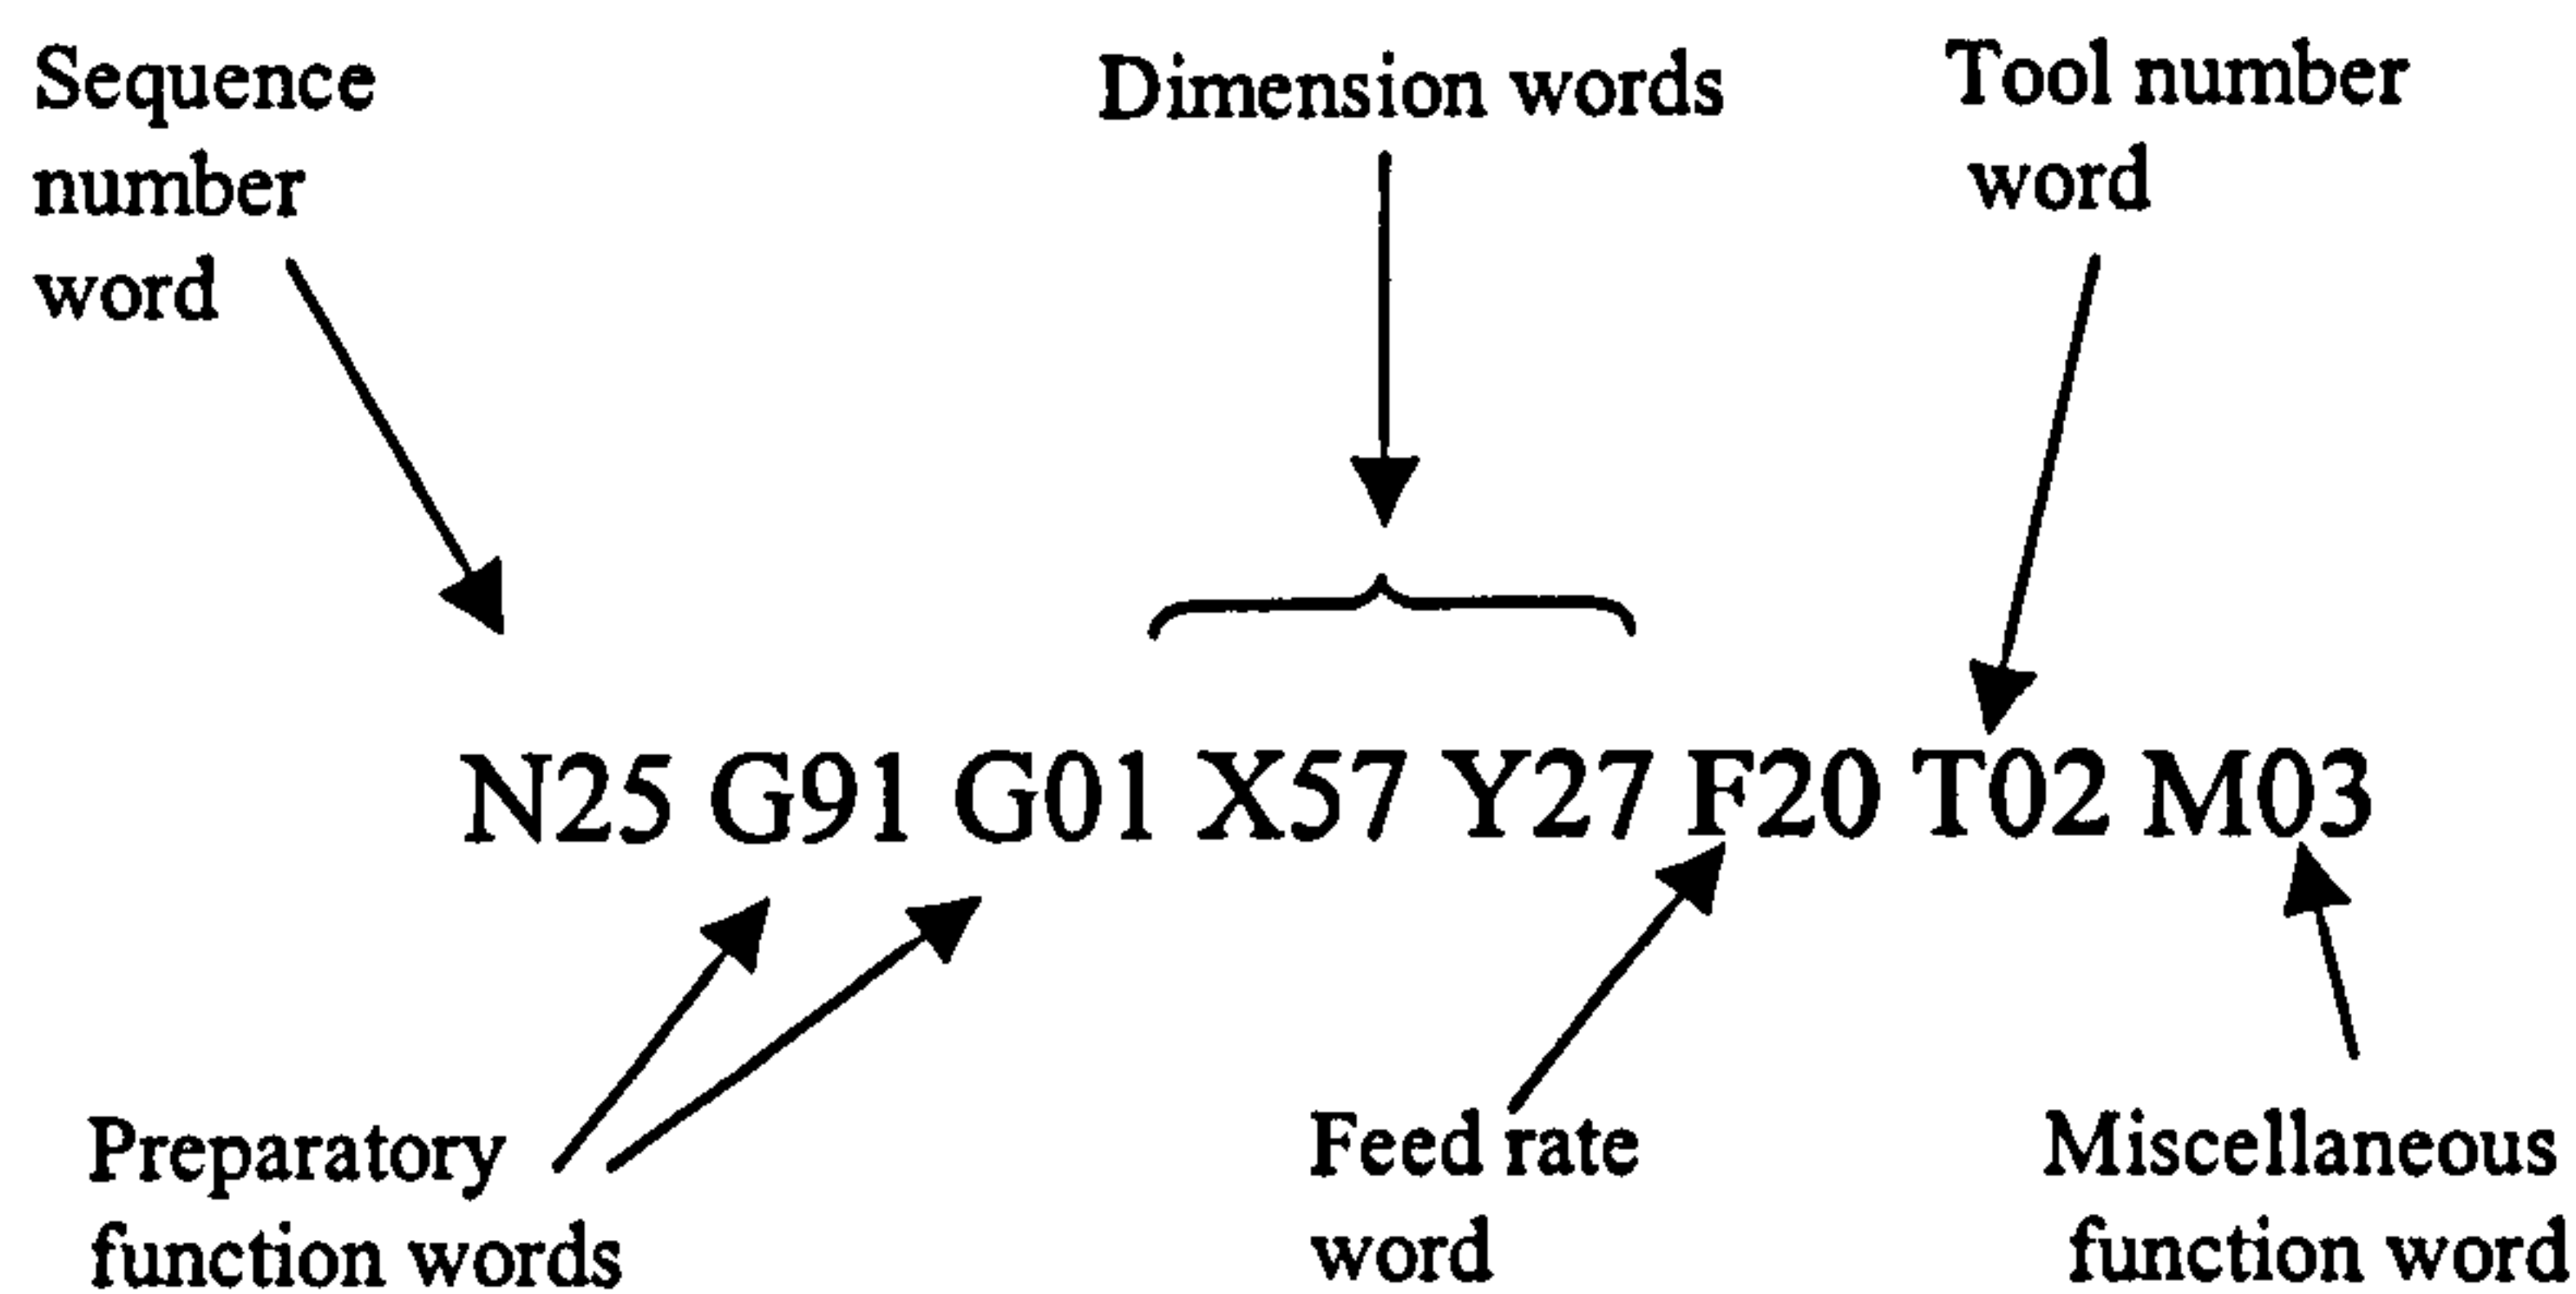 Sequence
number
word
Dimension words
Tool number
word
N25 G91 G01 X57 Y27 F20 T02 M03
Preparatory
function words
Feed rate
word
Miscellaneous
function word